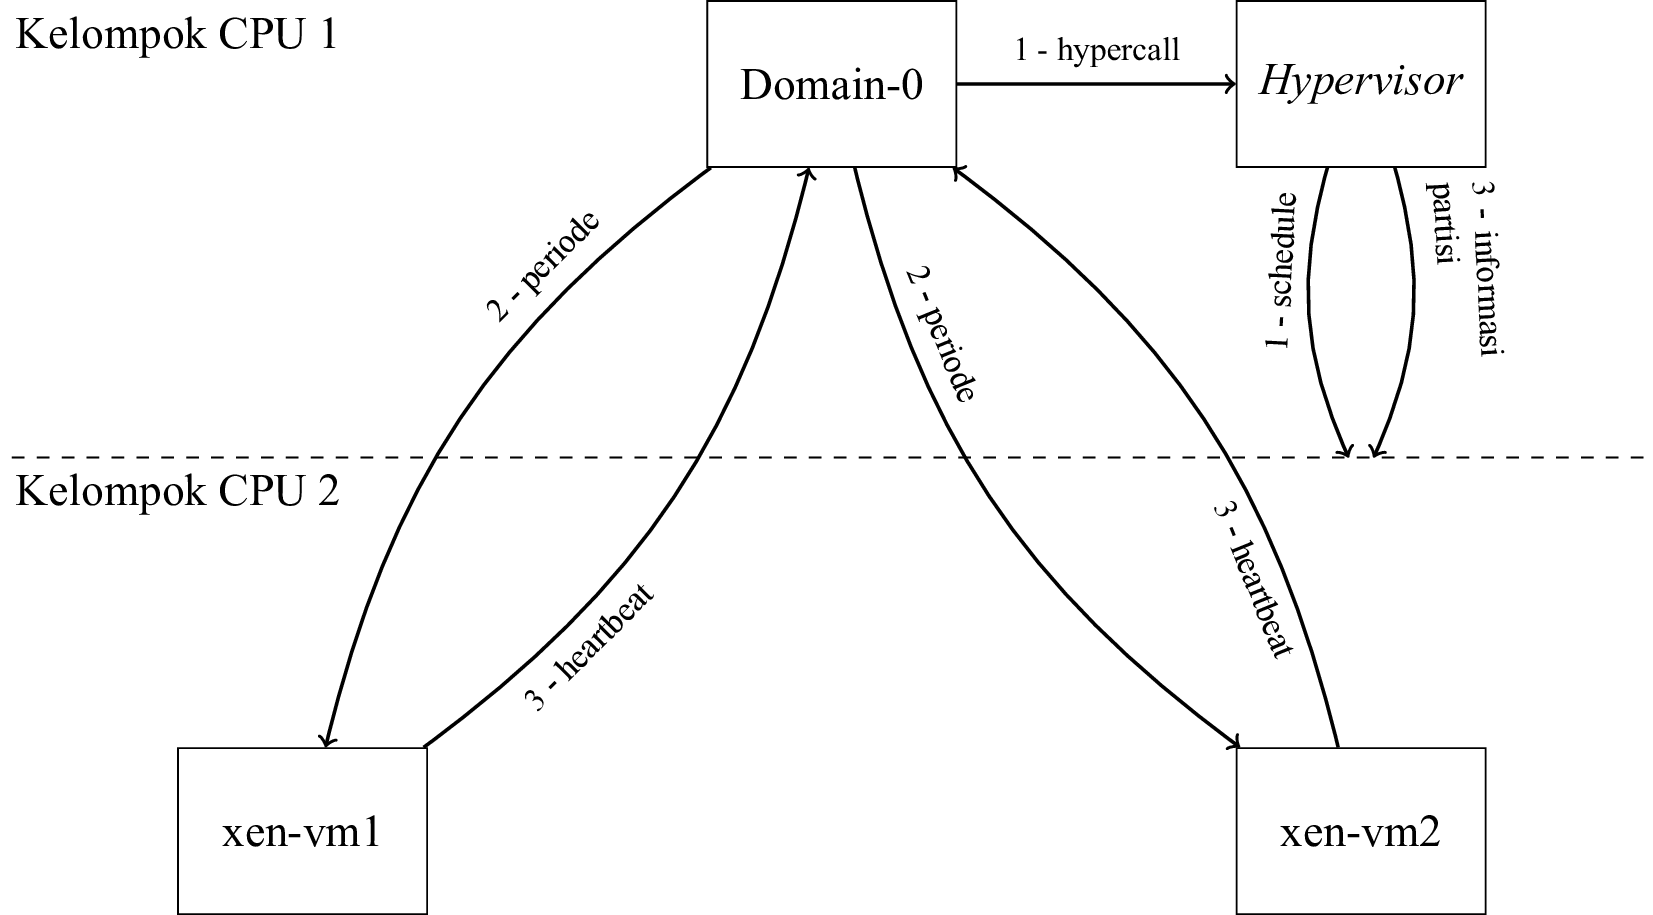 Kelompok CPU 1
Domain-0
1 - hypercall
Hypervisor
2 - periode
2 - periode
1 - schedule
3 - informasi
partisi
Kelompok CPU 2
3 - heartbeat
3 - heartbeat
xen-vm1
xen-vm2